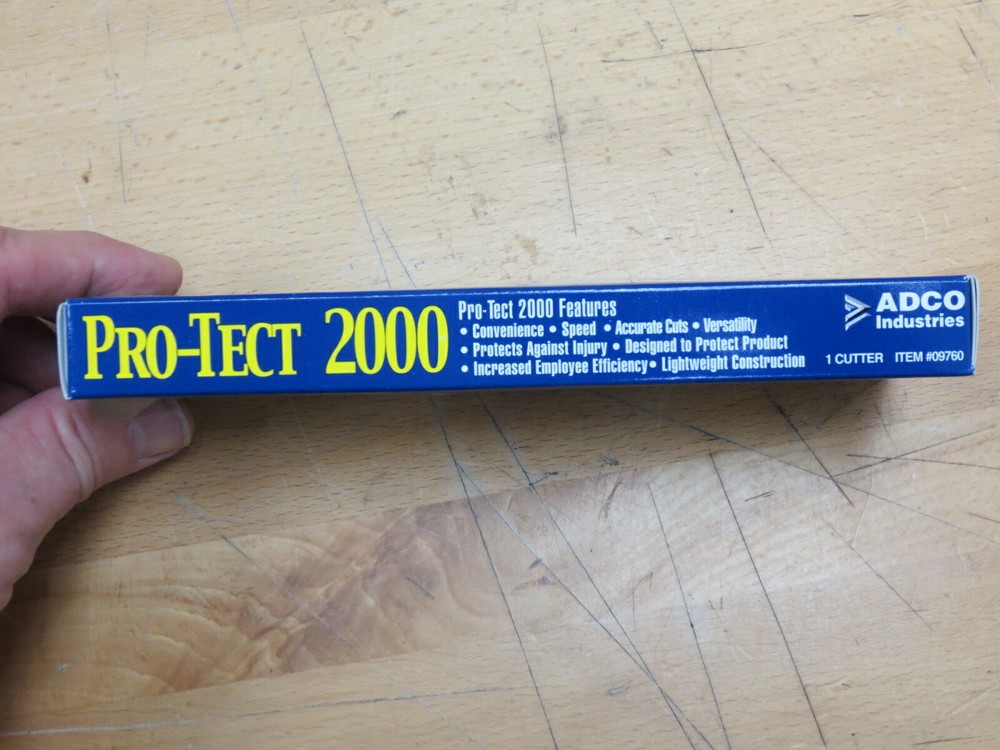 PRO-TECT 2000
Pro-Tect 2000 Features
• Convenience • Speed • Accurate Cuts • Versatility
• Protects Against Injury • Designed to Protect Product
• Increased Employee Efficiency • Lightweight Construction
ADCO
Industries
1 CUTTER ITEM #09760